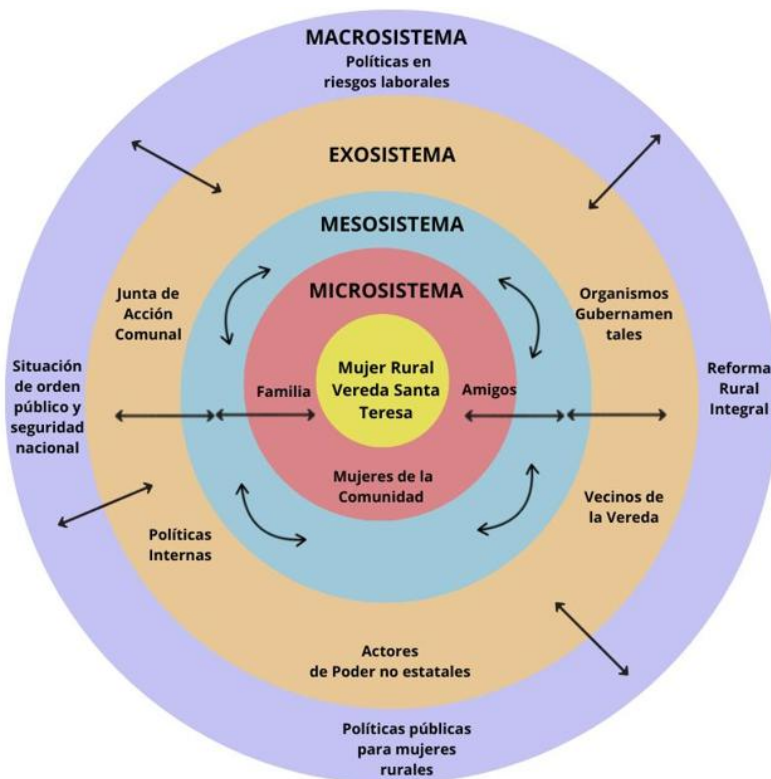 MACROSISTEMA
Políticas en
riesgos laborales
EXOSISTEMA
MESOSISTEMA
MICROSISTEMA
Junta de
Acción
Comunal
Organismos
Gubernamen
tales
Mujer Rural
Vereda Santa
Teresa
Familia
Amigos
Situación
de orden
público y
seguridad
nacional
Reforma
Rural
Integral
Mujeres de la
Comunidad
Políticas
Internas
Vecinos de
la Vereda
Actores
de Poder no estatales
Políticas públicas
para mujeres
rurales